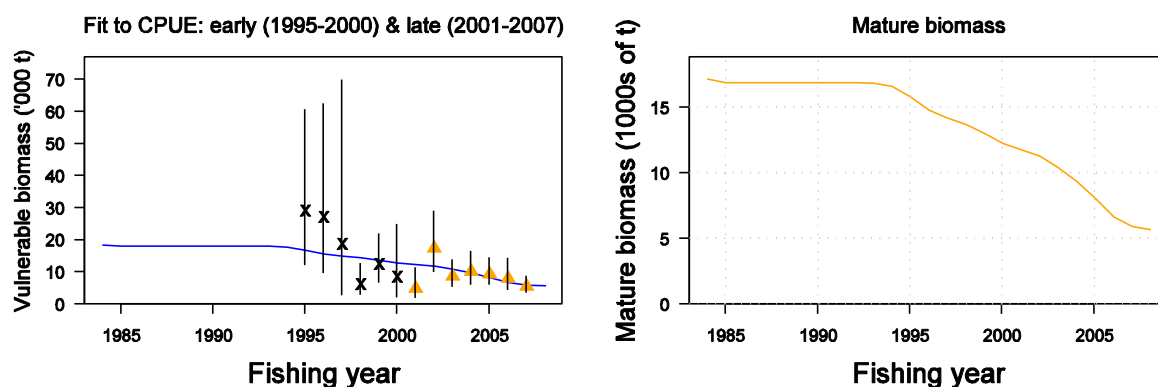 Fit to CPUE: early (1995-2000) & late (2001-2007)
Vulnerable biomass ('000 t)
70
60
50
40
30
20
10
0
1985 1990 1995 2000 2005
Fishing year
Mature biomass
Mature biomass (1000s of t)
15
10
5
0
1985 1990 1995 2000 2005
Fishing year